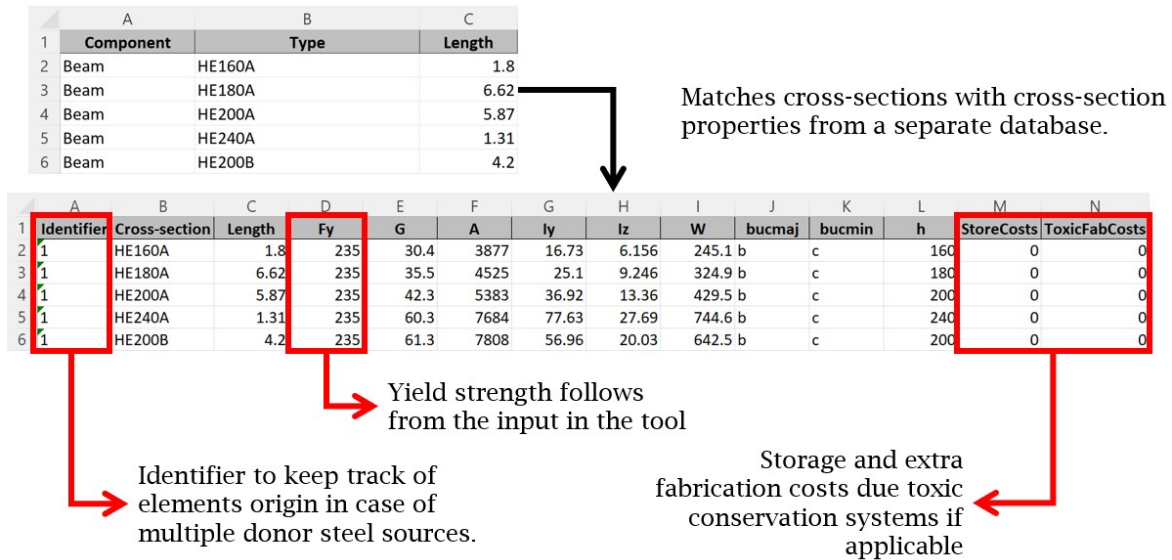 A B C
1 Component Type Length
2 Beam HE160A 1.8
3 Beam HE180A 6.62
4 Beam HE200A 5.87
5 Beam HE240A 1.31
6 Beam HE200B 4.2
Matches cross-sections with cross-section
properties from a separate database.
A B C D E F G H I J K L M N
1 Identifier Cross-section Length Fy G A Iy Iz W bucmaj bucmin h StoreCosts ToxicFabCosts
2 1 HE160A 1.8 235 30.4 3877 16.73 6.156 245.1 b c 160 0 0
3 1 HE180A 6.62 235 35.5 4525 25.1 9.246 324.9 b c 180 0 0
4 1 HE200A 5.87 235 42.3 5383 36.92 13.36 429.5 b c 200 0 0
5 1 HE240A 1.31 235 60.3 7684 77.63 27.69 744.6 b c 240 0 0
6 1 HE200B 4.2 235 61.3 7808 56.96 20.03 642.5 b c 200 0 0
Yield strength follows
from the input in the tool
Identifier to keep track of
elements origin in case of
multiple donor steel sources.
Storage and extra
fabrication costs due toxic
conservation systems if
applicable